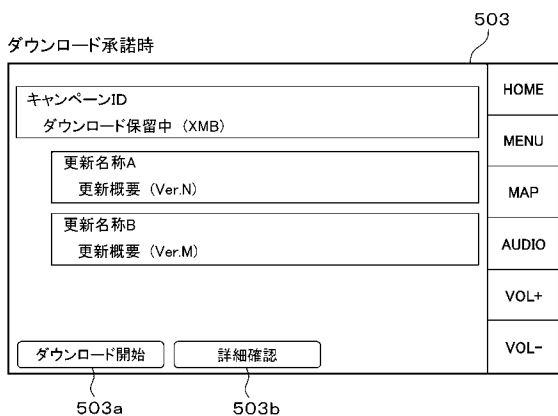 503
ダウンロード承諾時
キャンペーンID
ダウンロード保留中（XMB）
更新名称A
更新概要（Ver.N）
更新名称B
更新概要（Ver.M）
ダウンロード開始
詳細確認
HOME
MENU
MAP
AUDIO
VOL+
VOL-
503a
503b